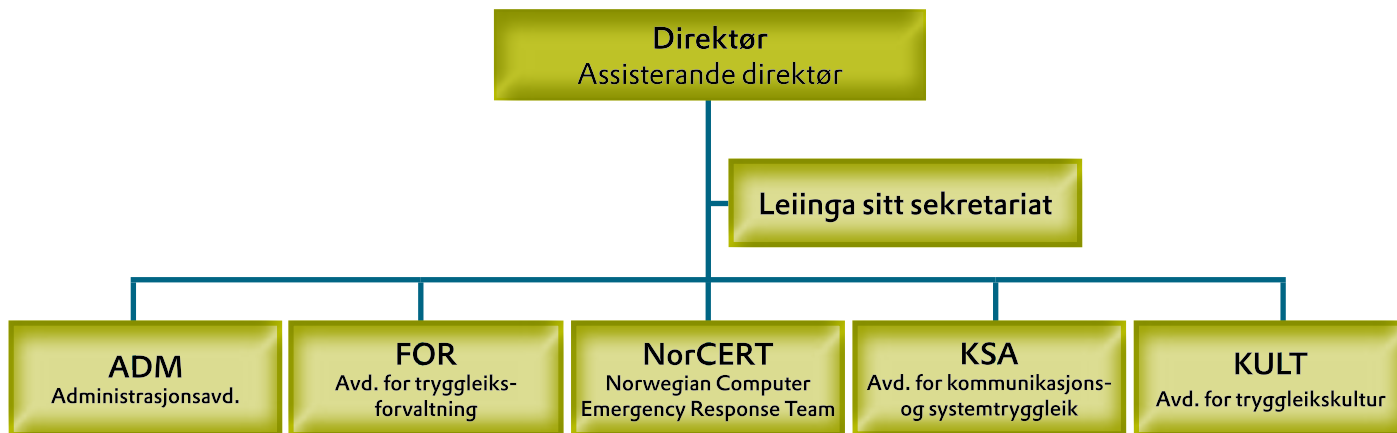 Direktør
Assisterande direktør
Leiinga sitt sekretariat
ADM
Administrasjonsavd.
FOR
Avd. for tryggleiks-
forvaltning
NorCERT
Norwegian Computer
Emergency Response Team
KSA
Avd. for kommunikasjons-
og systemtryggleik
KULT
Avd. for tryggleikskultur